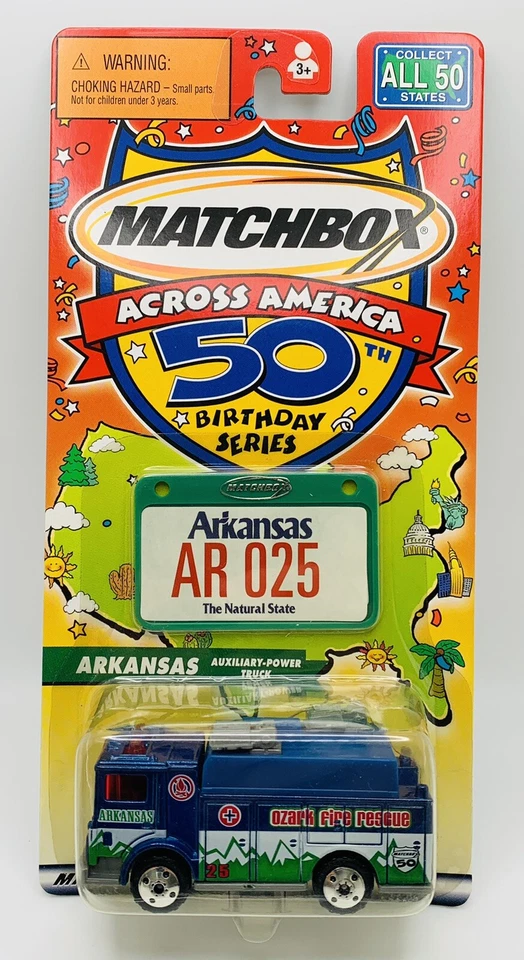 ⚠ WARNING:
CHOKING HAZARD – Small parts.
Not for children under 3 years.
3+
COLLECT
ALL 50
STATES
MATCHBOX®
ACROSS AMERICA
50TH
BIRTHDAY
SERIES
MATCHBOX
Arkansas
AR 025
The Natural State
ARKANSAS AUXILIARY-POWER
TRUCK
ARKANSAS
Ozark Fire Rescue
MATCHBOX
50
25